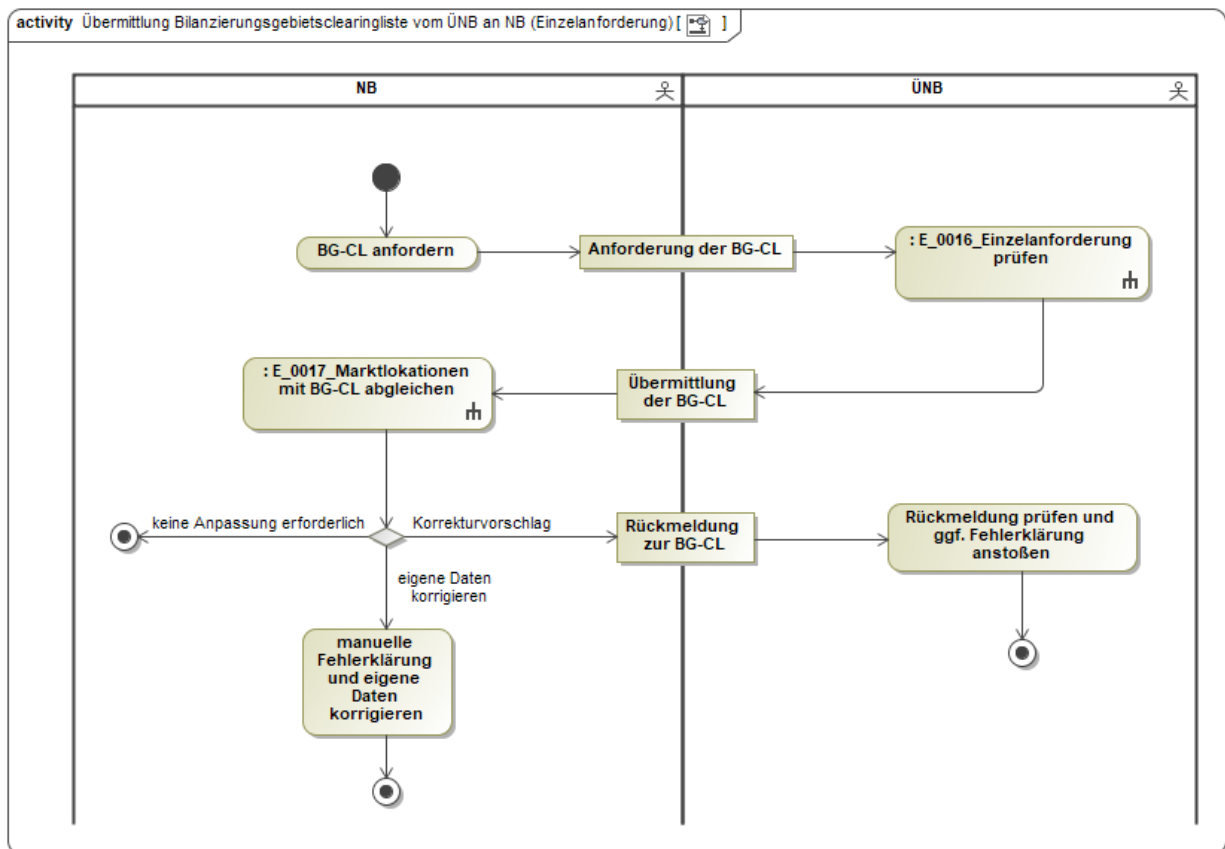 activity Übermittlung Bilanzierungsgebietsclearingliste vom ÜNB an NB (Einzelanforderung) [ ]
NB
ÜNB
BG-CL anfordern
Anforderung der BG-CL
: E_0016_Einzelanforderung
prüfen
: E_0017_Marktlokationen
mit BG-CL abgleichen
Übermittlung
der BG-CL
keine Anpassung erforderlich
Korrekturvorschlag
Rückmeldung
zur BG-CL
Rückmeldung prüfen und
ggf. Fehlerklärung
anstoßen
eigene Daten
korrigieren
manuelle
Fehlerklärung
und eigene
Daten
korrigieren